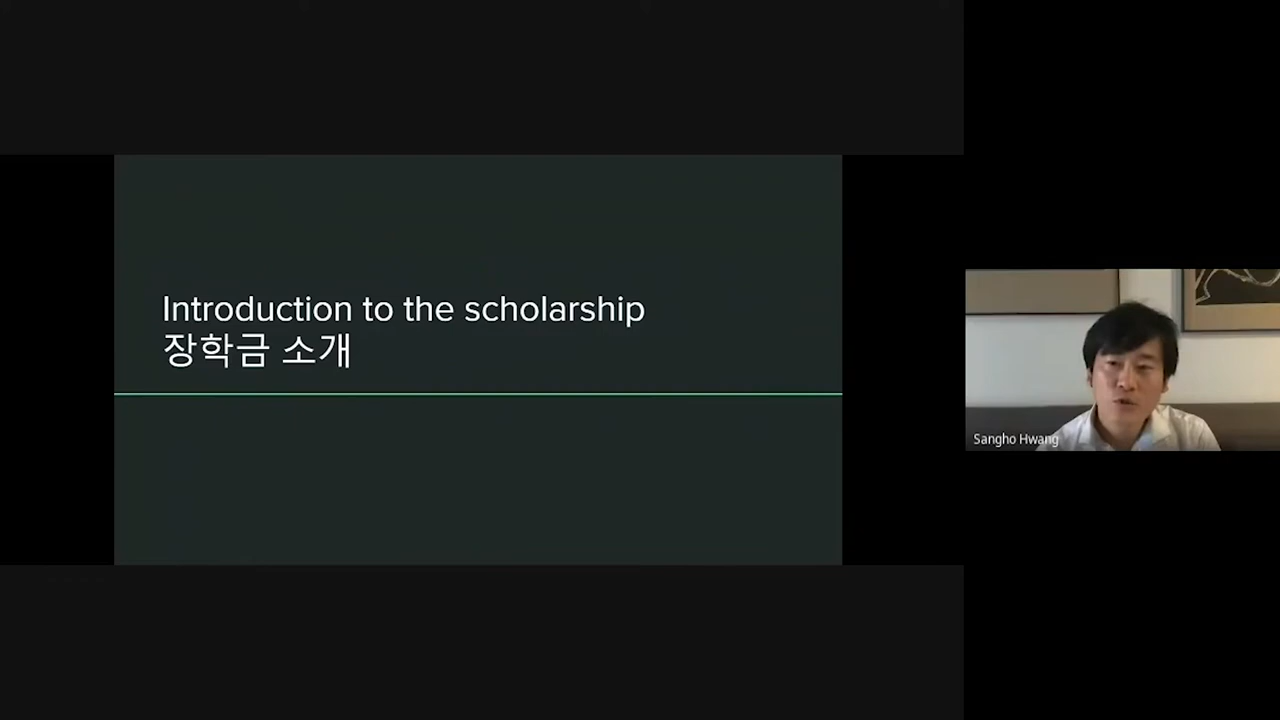 Introduction to the scholarship
장학금 소개
Sangho Hwang